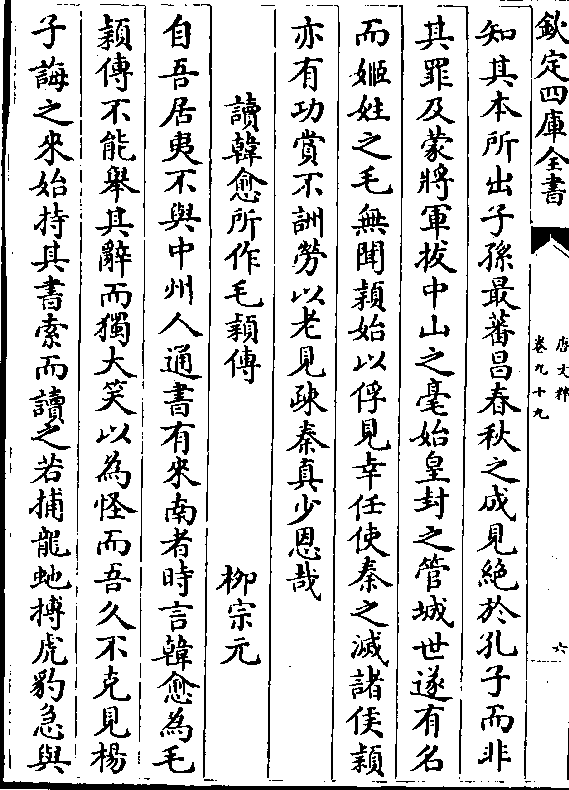 欽定四庫全書
唐文粹
卷九十九
六
知其本所出子孫最蕃昌春秋之成見絶於孔子而非
其罪及蒙將軍拔中山之毫始皇封之管城世遂有名
而姬姓之毛無聞穎始以俘見幸任使秦之滅諸侯穎
亦有功賞不詶勞以老見疎秦真少恩哉
讀韓愈所作毛穎傳
柳宗元
自吾居夷不與中州人通書有來南者時言韓愈為毛
穎傳不能舉其辭而獨大笑以為怪而吾久不克見楊
子誨之來始持其書索而讀之若捕龍虵搏虎豹急與